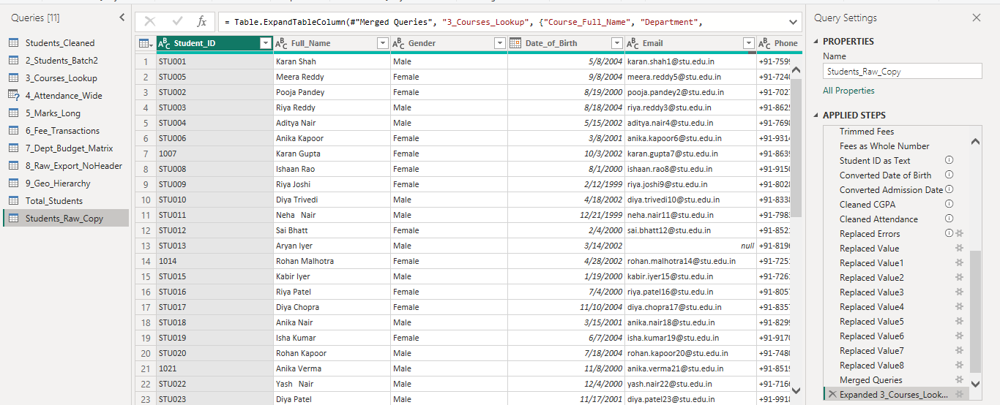 Queries [11]
Students_Cleaned
2_Students_Batch2
3_Courses_Lookup
4_Attendance_Wide
5_Marks_Long
6_Fee_Transactions
7_Dept_Budget_Matrix
8_Raw_Export_NoHeader
9_Geo_Hierarchy
Total_Students
Students_Raw_Copy
fx = Table.ExpandTableColumn(#"Merged Queries", "3_Courses_Lookup", {"Course_Full_Name", "Department",
Student_ID Full_Name Gender Date_of_Birth Email Phone
1 STU001 Karan Shah Male 5/8/2004 karan.shah1@stu.edu.in +91-7599
2 STU005 Meera Reddy Female 9/8/2004 meera.reddy5@stu.edu.in +91-7240
3 STU002 Pooja Pandey Female 8/19/2000 pooja.pandey2@stu.edu.in +91-7027
4 STU003 Riya Reddy Male 8/18/2004 riya.reddy3@stu.edu.in +91-8625
5 STU004 Aditya Nair Male 5/15/2002 aditya.nair4@stu.edu.in +91-7698
6 STU006 Anika Kapoor Female 3/8/2001 anika.kapoor6@stu.edu.in +91-9314
7 1007 Karan Gupta Female 10/3/2002 karan.gupta7@stu.edu.in +91-8639
8 STU008 Ishaan Rao Female 8/1/2000 ishaan.rao8@stu.edu.in +91-9150
9 STU009 Riya Joshi Female 2/12/1999 riya.joshi9@stu.edu.in +91-8028
10 STU010 Diya Trivedi Male 4/18/2002 diya.trivedi10@stu.edu.in +91-8338
11 STU011 Neha   Nair Male 12/21/1999 neha.nair11@stu.edu.in +91-7983
12 STU012 Sai Bhatt Female 2/4/2000 sai.bhatt12@stu.edu.in +91-8521
13 STU013 Aryan Iyer Male 3/14/2002 null +91-8196
14 1014 Rohan Malhotra Female 4/28/2002 rohan.malhotra14@stu.edu.in +91-7251
15 STU015 Kabir Iyer Male 1/19/2000 kabir.iyer15@stu.edu.in +91-7261
16 STU016 Riya Patel Female 7/4/2000 riya.patel16@stu.edu.in +91-8057
17 STU017 Diya Chopra Female 11/10/2004 diya.chopra17@stu.edu.in +91-8357
18 STU018 Anika Nair Male 3/15/2001 anika.nair18@stu.edu.in +91-8299
19 STU019 Isha Kumar Female 6/7/2004 isha.kumar19@stu.edu.in +91-9170
20 STU020 Rohan Kapoor Male 7/18/2004 rohan.kapoor20@stu.edu.in +91-7480
21 1021 Anika Verma Male 11/8/2000 anika.verma21@stu.edu.in +91-8519
22 STU022 Yash   Nair Male 12/4/2000 yash.nair22@stu.edu.in +91-7166
23 STU023 Diya Patel Male 11/17/2001 diya.patel23@stu.edu.in +91-9918
Query Settings
PROPERTIES
Name
Students_Raw_Copy
All Properties
APPLIED STEPS
Trimmed Fees
Fees as Whole Number
Student ID as Text
Converted Date of Birth
Converted Admission Date
Cleaned CGPA
Cleaned Attendance
Replaced Errors
Replaced Value
Replaced Value1
Replaced Value2
Replaced Value3
Replaced Value4
Replaced Value5
Replaced Value6
Replaced Value7
Replaced Value8
Merged Queries
Expanded 3_Courses_Look...